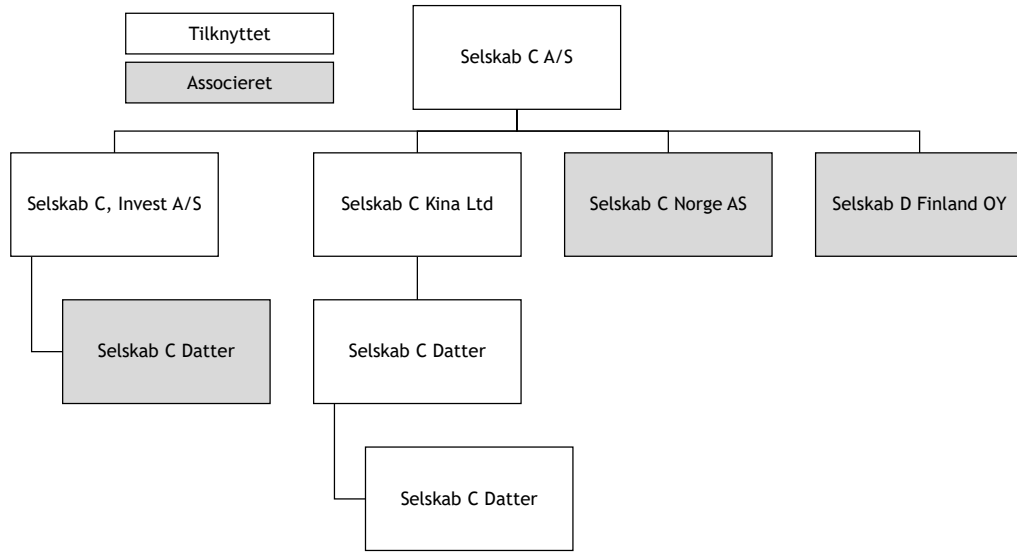 Tilknyttet
Associeret
Selskab C A/S
Selskab C, Invest A/S
Selskab C Kina Ltd
Selskab C Norge AS
Selskab D Finland OY
Selskab C Datter
Selskab C Datter
Selskab C Datter